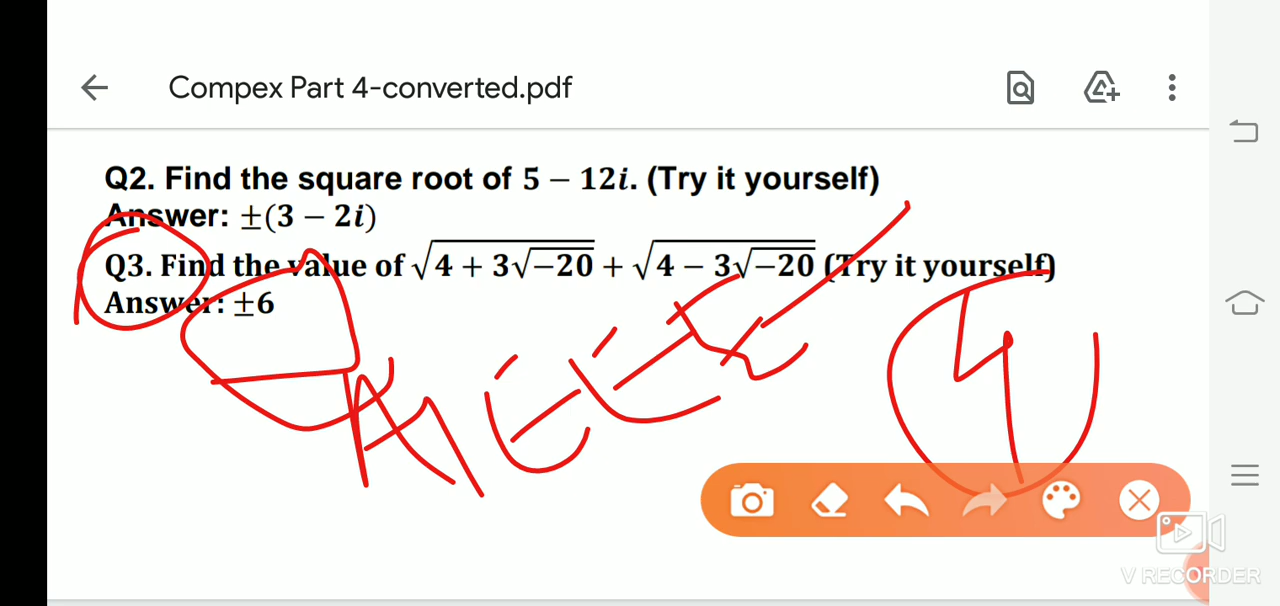 Compex Part 4-converted.pdf
Q2. Find the square root of 5 − 12i. (Try it yourself)
Answer: ±(3 − 2i)
Q3. Find the value of √(4 + 3√−20) + √(4 − 3√−20) (Try it yourself)
Answer: ±6
4
V RECORDER